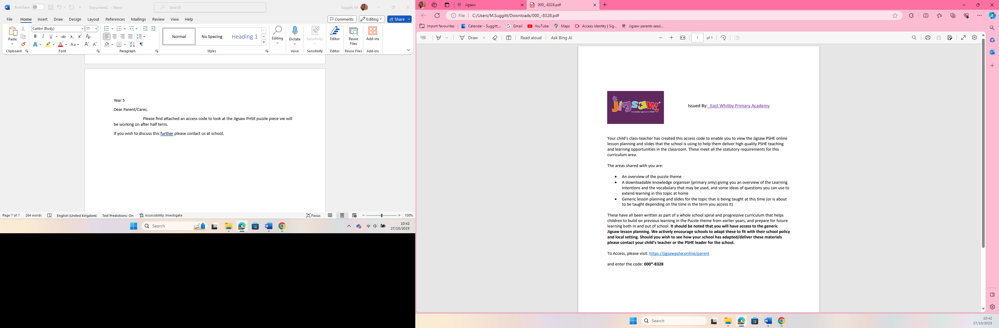 AutoSave
Document2 - Word
Search
Suggitt, M
File Home Insert Draw Design Layout References Mailings Review View Help
Comments Editing Share
Paste
Clipboard
Calibri (Body) 11
Font
Paragraph
Normal
No Spacing
Heading 1
Styles
Editing
Dictate
Voice
Sensitivity
Sensitivity
Editor
Editor
Reuse Files
Reuse Files
Add-ins
Add-ins
Year 5
Dear Parent/Carer,
Please find attached an access code to look at the Jigsaw PHSE puzzle piece we will
be working on after half term.
If you wish to discuss this further please contact us at school.
Page 7 of 7 264 words English (United Kingdom) Text Predictions: On Accessibility: Investigate Focus 100%
Search
10:42
27/10/2023
Jigsaw
000_-8328.pdf
File C:/Users/M.Suggitt/Downloads/000_-8328.pdf
Import favourites Calendar - Suggitt,... Gmail YouTube Maps Access Identity | Sig... Jigsaw parents sessi...
Draw Read aloud Ask Bing AI 1 of 1
Jigsaw
The mindful approach to PSHE
Issued By: East Whitby Primary Academy
Your child's class-teacher has created this access code to enable you to view the Jigsaw PSHE online
lesson planning and slides that the school is using to help them deliver high quality PSHE teaching
and learning opportunities in the classroom. These meet all the statutory requirements for this
curriculum area.
The areas shared with you are:
• An overview of the puzzle theme
• A downloadable knowledge organiser (primary only) giving you an overview of the Learning
Intentions and the vocabulary that may be used, and some ideas of questions you can use to
extend learning in this topic at home
• Generic lesson planning and slides for the topic that is being taught at this time (or is about
to be taught depending on the time in the term you access it)
These have all been written as part of a whole school spiral and progressive curriculum that helps
children to build on previous learning in the Puzzle theme from earlier years, and prepare for future
learning both in and out of school. It should be noted that you will have access to the generic
Jigsaw lesson planning. We actively encourage schools to adapt these to fit with their school policy
and local setting. Should you wish to see how your school has adapted/deliver these materials
please contact your child's teacher or the PSHE leader for the school.
To Access, please visit: https://jigsawpshe.online/parent
and enter the code: 000*-8328
Search
10:42
27/10/2023